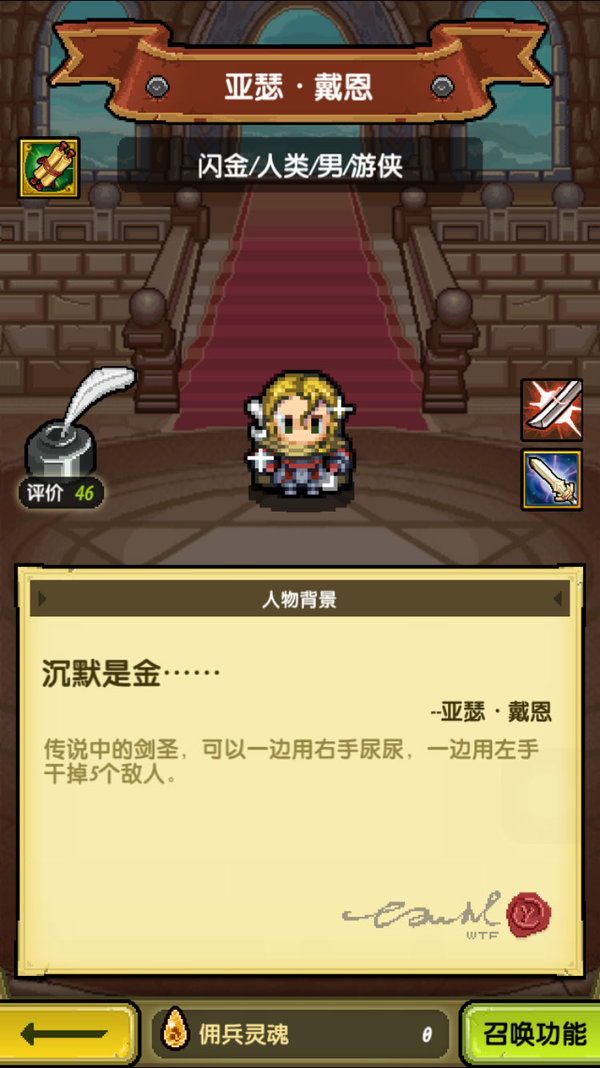 亚瑟·戴恩
闪金/人类/男/游侠
评价 46
人物背景
沉默是金……
--亚瑟·戴恩
传说中的剑圣，可以一边用右手尿尿，一边用左手
干掉5个敌人。
WTF
佣兵灵魂 0
召唤功能